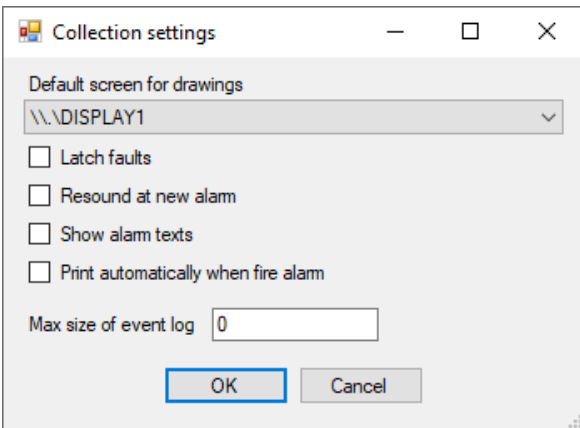 Collection settings
Default screen for drawings
\\.\DISPLAY1
Latch faults
Resound at new alarm
Show alarm texts
Print automatically when fire alarm
Max size of event log 0
OK Cancel